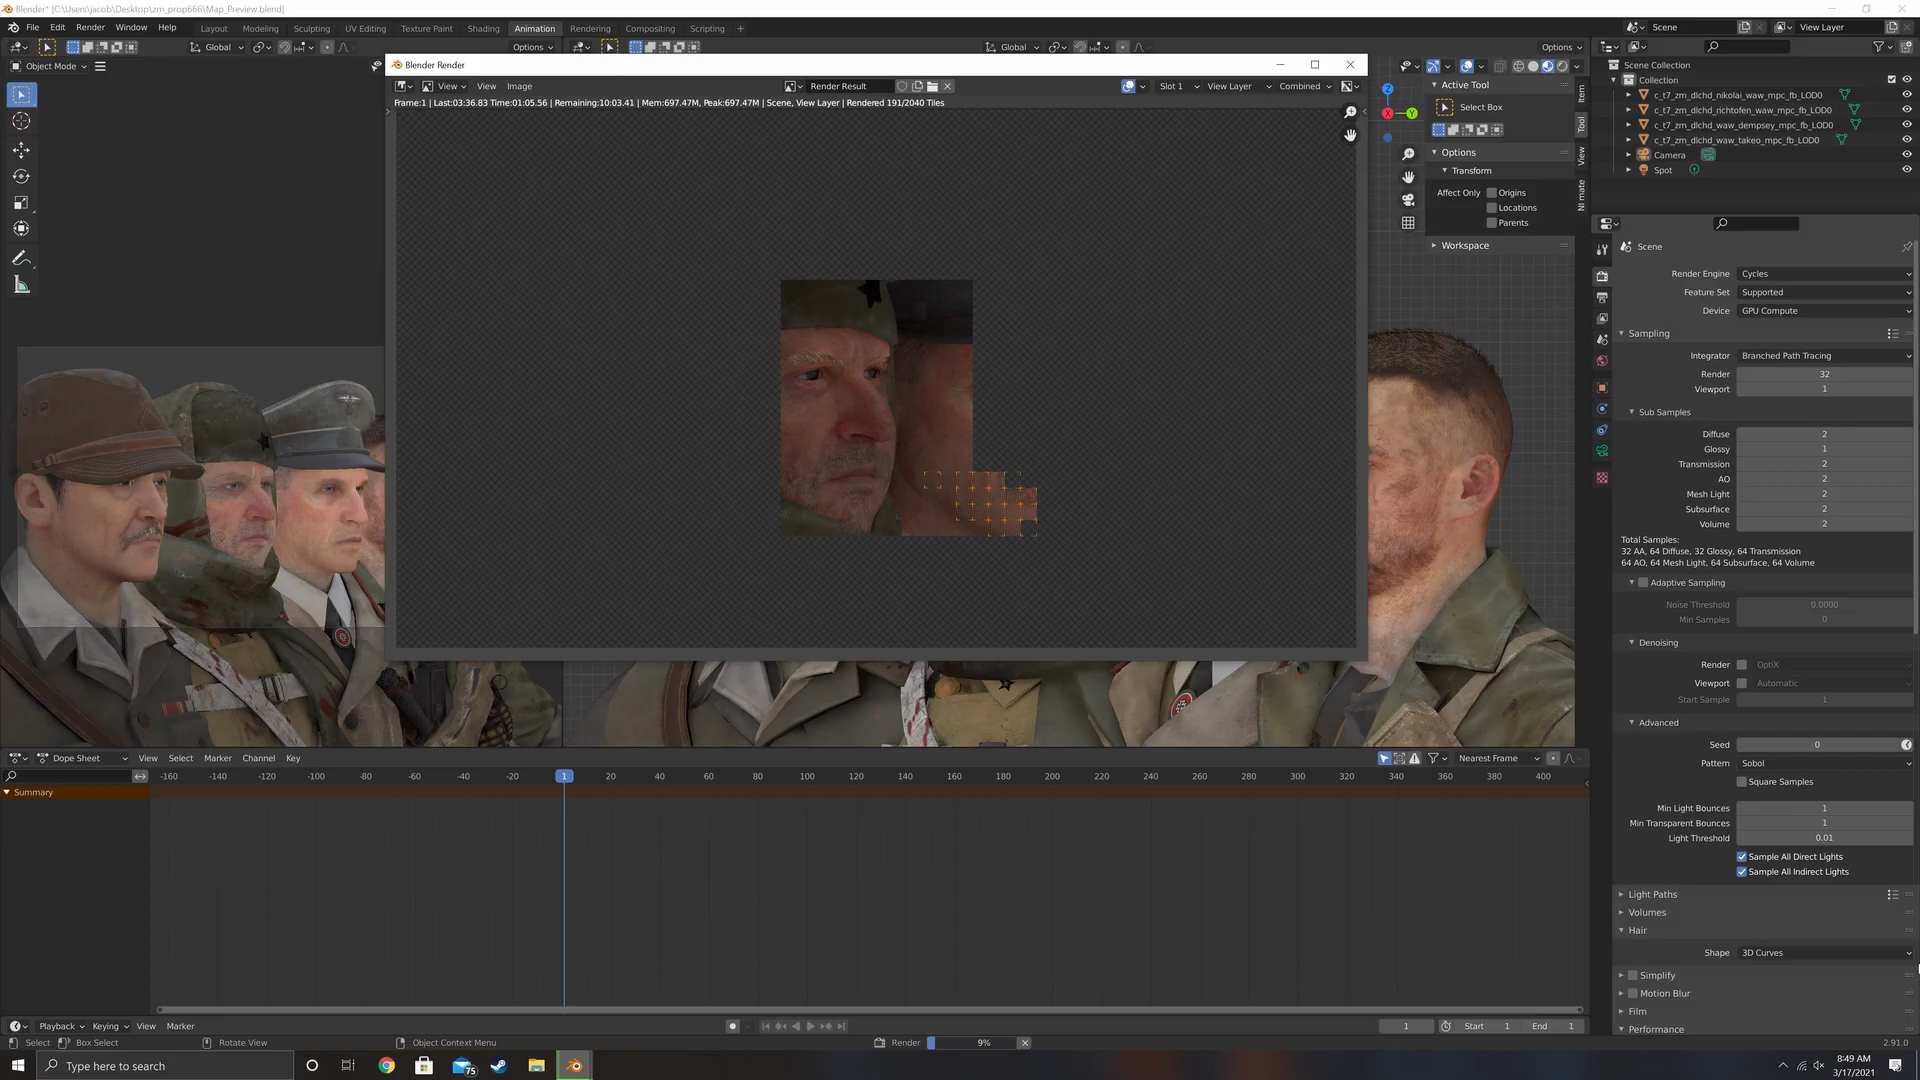 Blender* [C:\Users\jacob\Desktop\zm_prop666\Map_Preview.blend]
File Edit Render Window Help Layout Modeling Sculpting UV Editing Texture Paint Shading Animation Rendering Compositing Scripting + Scene View Layer
Global Options Global Options
Object Mode
Blender Render
View View Image Render Result Slot 1 View Layer Combined
Frame:1 | Last:03:36.83 Time:01:05.56 | Remaining:10:03.41 | Mem:697.47M, Peak:697.47M | Scene, View Layer | Rendered 191/2040 Tiles
X Y Z
Active Tool
Select Box
Options
Transform
Affect Only Origins
Locations
Parents
Workspace
Item
Tool
View
NI mate
Scene Collection
Collection
c_t7_zm_dlchd_nikolai_waw_mpc_fb_LOD0
c_t7_zm_dlchd_richtofen_waw_mpc_fb_LOD0
c_t7_zm_dlchd_waw_dempsey_mpc_fb_LOD0
c_t7_zm_dlchd_waw_takeo_mpc_fb_LOD0
Camera
Spot
Scene
Render Engine Cycles
Feature Set Supported
Device GPU Compute
Sampling
Integrator Branched Path Tracing
Render 32
Viewport 1
Sub Samples
Diffuse 2
Glossy 1
Transmission 2
AO 2
Mesh Light 2
Subsurface 2
Volume 2
Total Samples:
32 AA, 64 Diffuse, 32 Glossy, 64 Transmission
64 AO, 64 Mesh Light, 64 Subsurface, 64 Volume
Adaptive Sampling
Noise Threshold 0.0000
Min Samples 0
Denoising
Render OptiX
Viewport Automatic
Start Sample 1
Advanced
Seed 0
Pattern Sobol
Square Samples
Min Light Bounces 1
Min Transparent Bounces 1
Light Threshold 0.01
Sample All Direct Lights
Sample All Indirect Lights
Light Paths
Volumes
Hair
Shape 3D Curves
Simplify
Motion Blur
Film
Performance
Dope Sheet View Select Marker Channel Key Nearest Frame
-160 -140 -120 -100 -80 -60 -40 -20 1 20 40 60 80 100 120 140 160 180 200 220 240 260 280 300 320 340 360 380 400
Summary
Playback Keying View Marker 1 Start 1 End 1
Select Box Select Rotate View Object Context Menu Render 9% 2.91.0
Type here to search 75 8:49 AM
3/17/2021